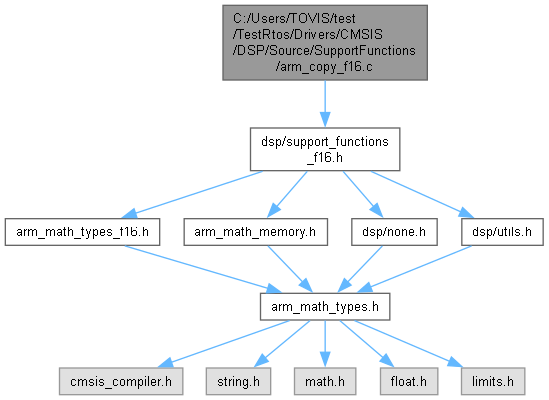 C:/Users/TOVIS/test
/TestRtos/Drivers/CMSIS
/DSP/Source/SupportFunctions
/arm_copy_f16.c
dsp/support_functions
_f16.h
arm_math_types_f16.h
arm_math_memory.h
dsp/none.h
dsp/utils.h
arm_math_types.h
cmsis_compiler.h
string.h
math.h
float.h
limits.h